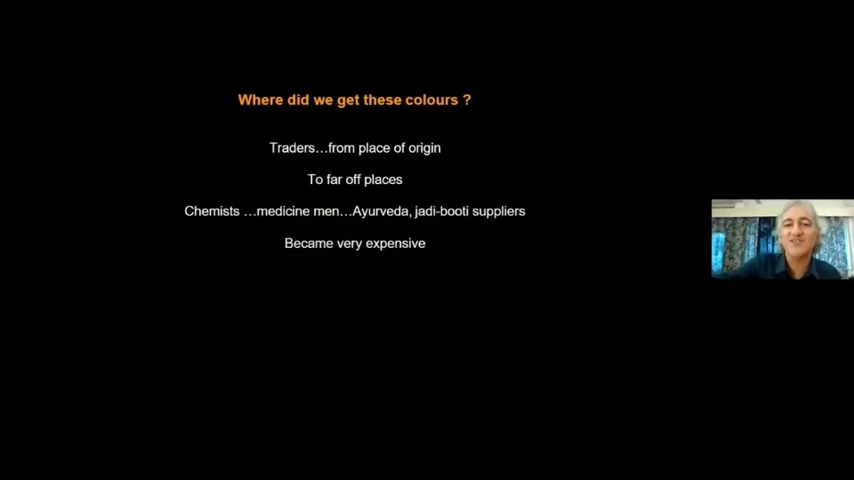 Where did we get these colours ?
Traders…from place of origin
To far off places
Chemists …medicine men…Ayurveda, jadi-booti suppliers
Became very expensive